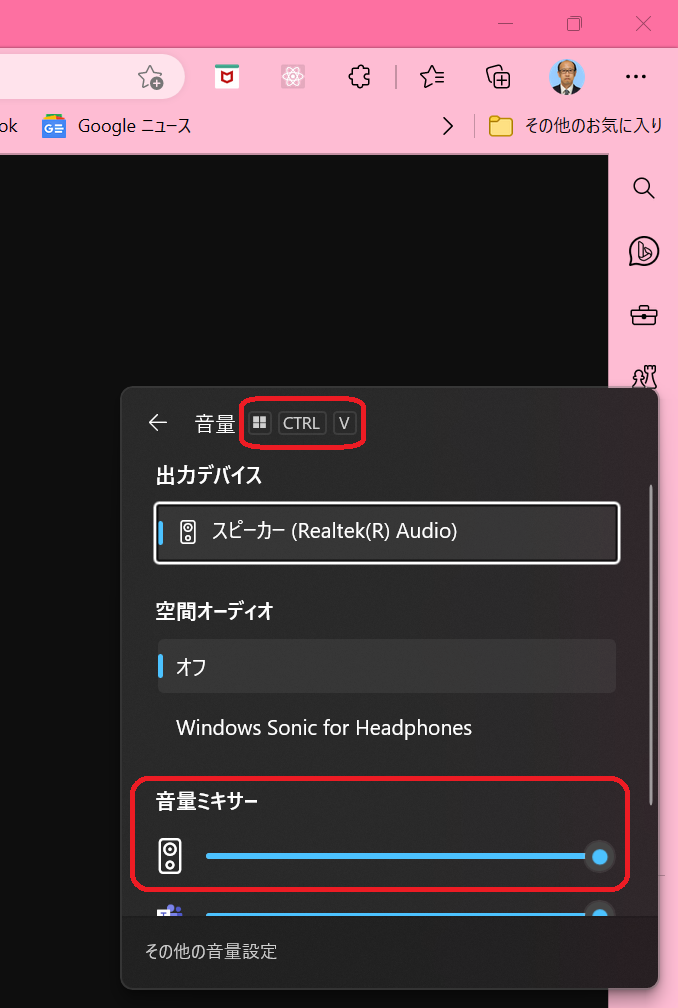 ok
Google ニュース
その他のお気に入り
音量 CTRL V
出力デバイス
スピーカー (Realtek(R) Audio)
空間オーディオ
オフ
Windows Sonic for Headphones
音量ミキサー
その他の音量設定